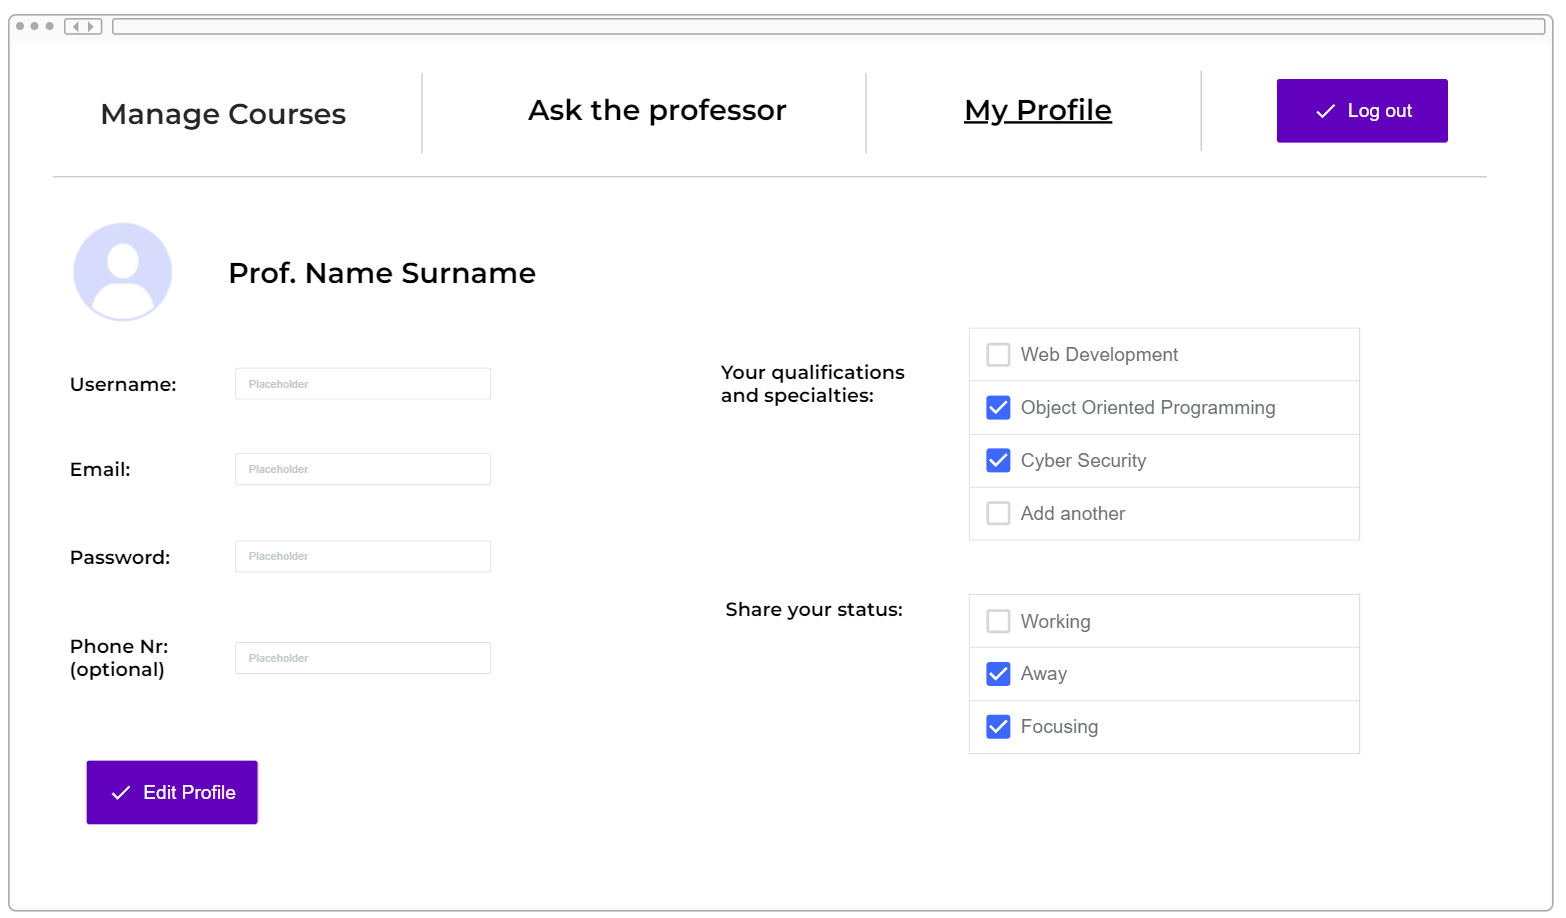 Manage Courses
Ask the professor
My Profile
Log out
Prof. Name Surname
Username:
Placeholder
Email:
Placeholder
Password:
Placeholder
Phone Nr:
(optional)
Placeholder
Edit Profile
Your qualifications
and specialties:
Web Development
Object Oriented Programming
Cyber Security
Add another
Share your status:
Working
Away
Focusing